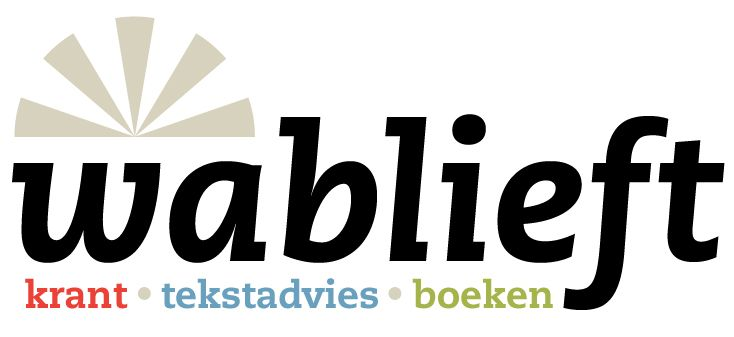 wablieft
krant • tekstadvies • boeken